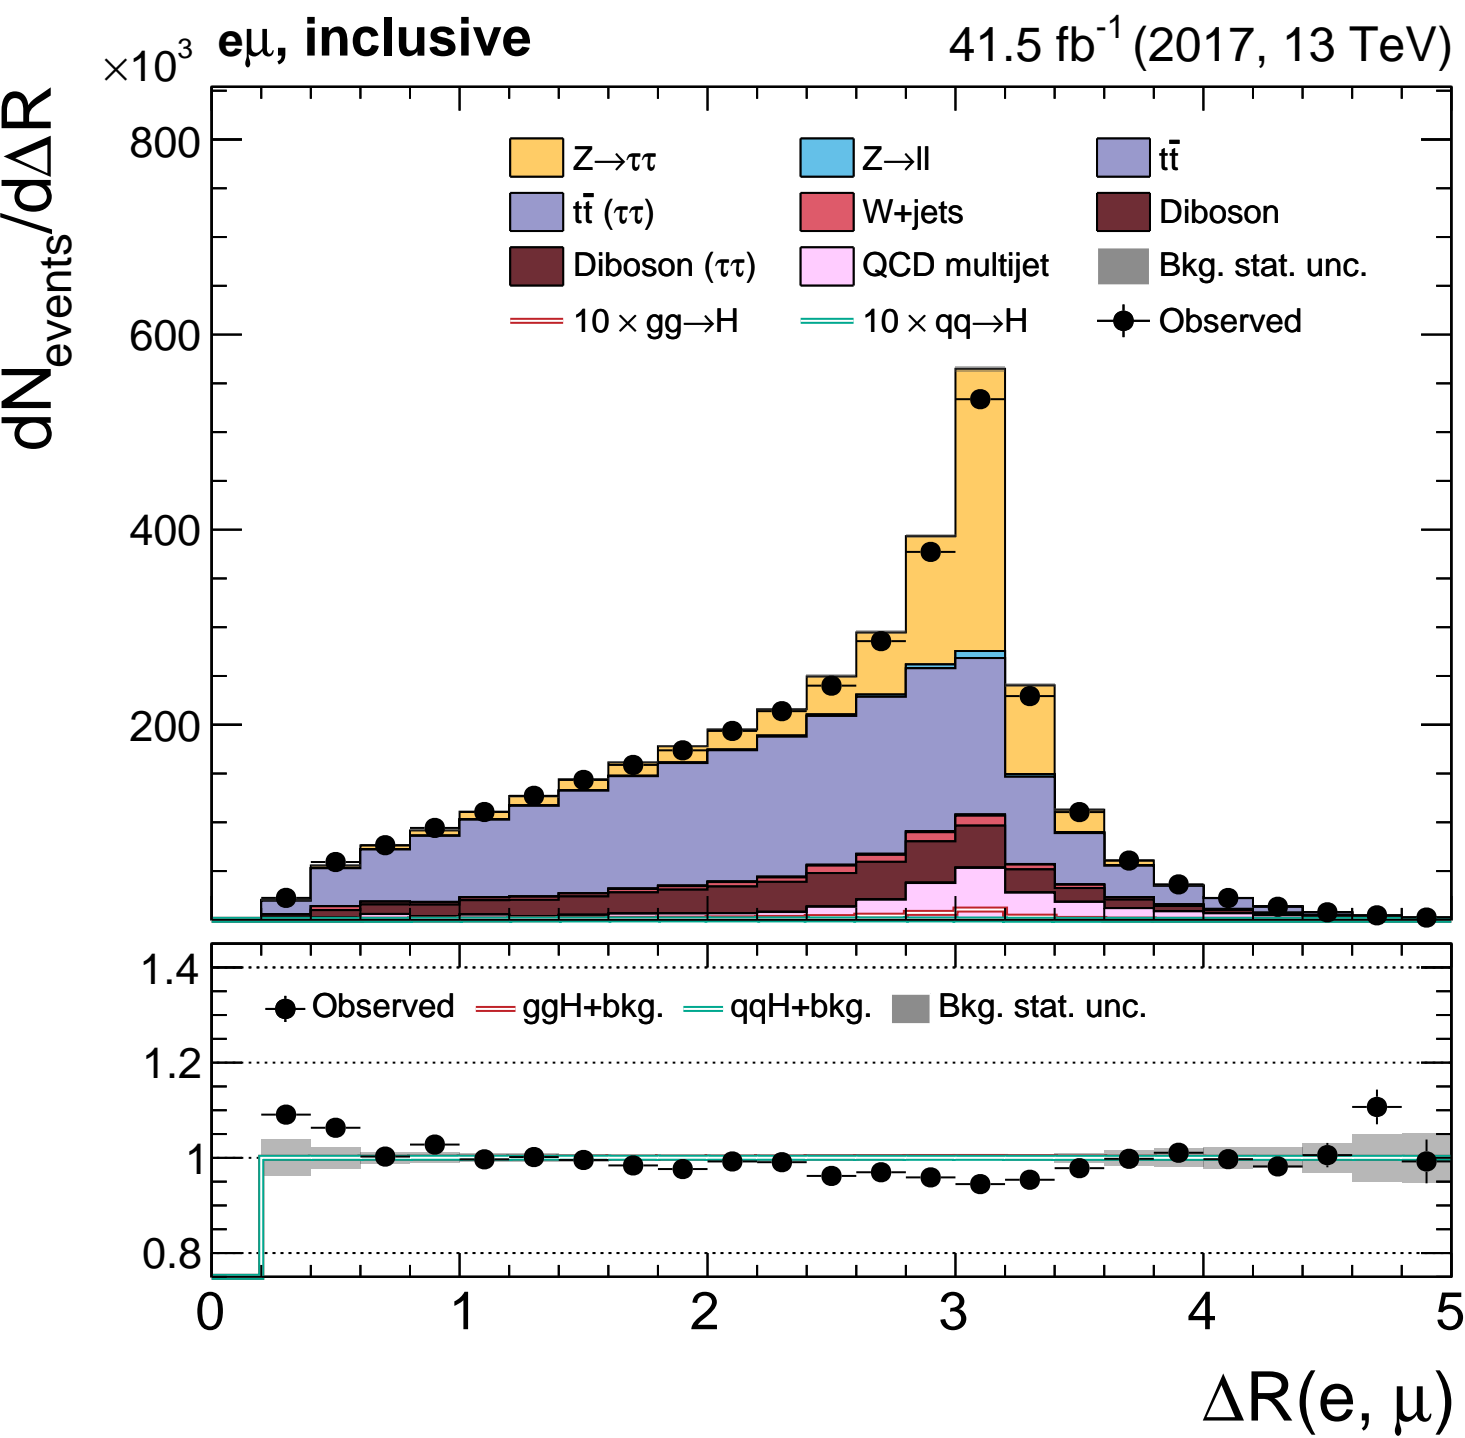 ×10³ eμ, inclusive 41.5 fb⁻¹ (2017, 13 TeV)
dN_events/dΔR
800
600
400
200
Z→ττ Z→ll tt̄
tt̄ (ττ) W+jets Diboson
Diboson (ττ) QCD multijet Bkg. stat. unc.
10 × gg→H 10 × qq→H Observed
1.4
1.2
1
0.8
Observed ggH+bkg. qqH+bkg. Bkg. stat. unc.
0 1 2 3 4 5
ΔR(e, μ)